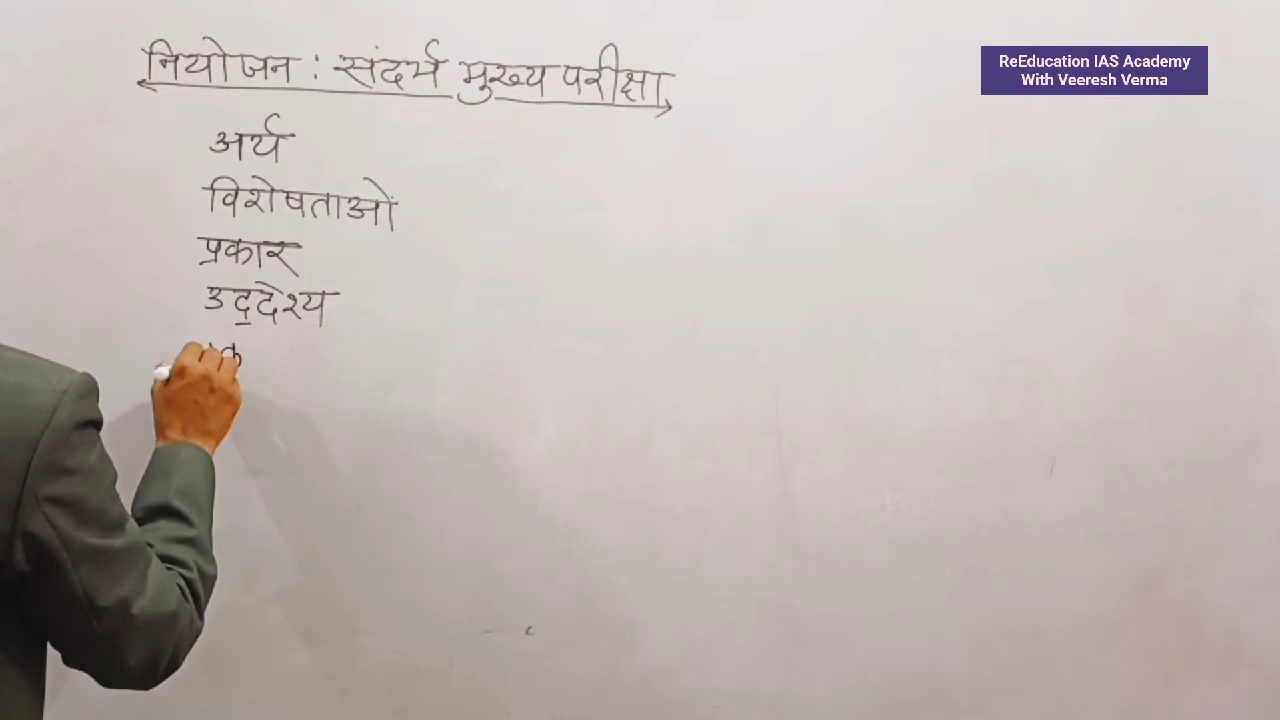 नियोजन : संदर्भ मुख्य परीक्षा
अर्थ
विशेषताओं
प्रकार
उद्देश्य
ReEducation IAS Academy
With Veeresh Verma